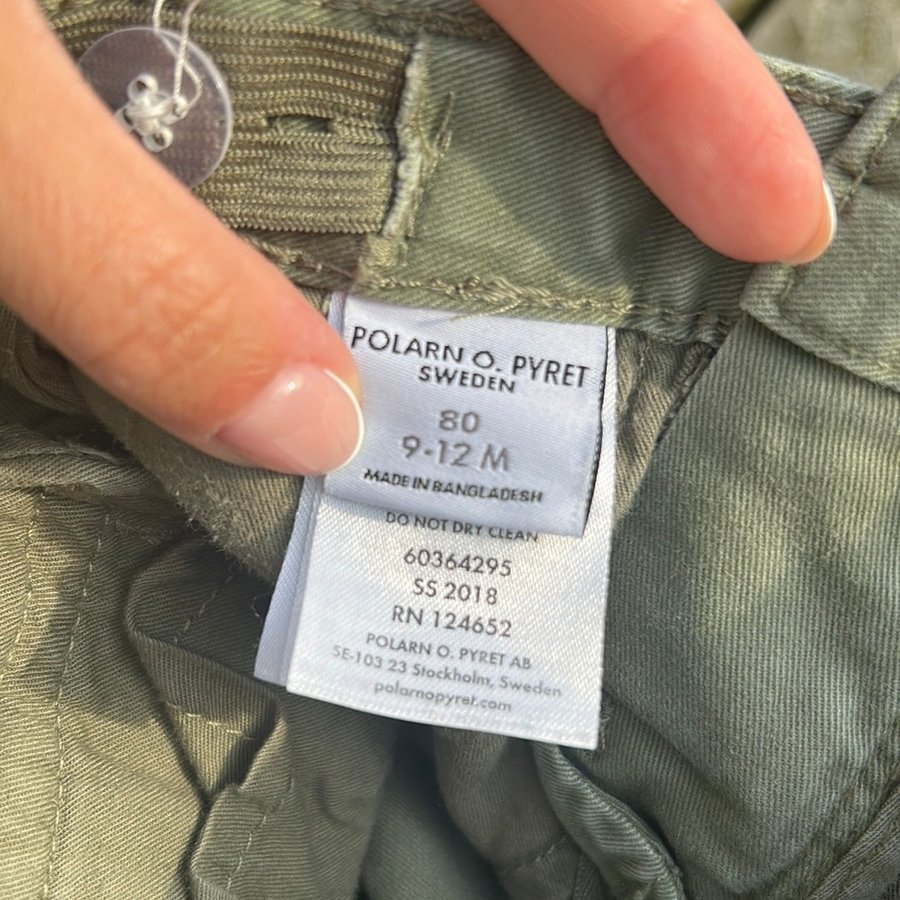 POLARN O. PYRET
SWEDEN
80
9-12 M
MADE IN BANGLADESH
DO NOT DRY CLEAN
60364295
SS 2018
RN 124652
POLARN O. PYRET AB
SE-103 23 Stockholm, Sweden
polarnopyret.com